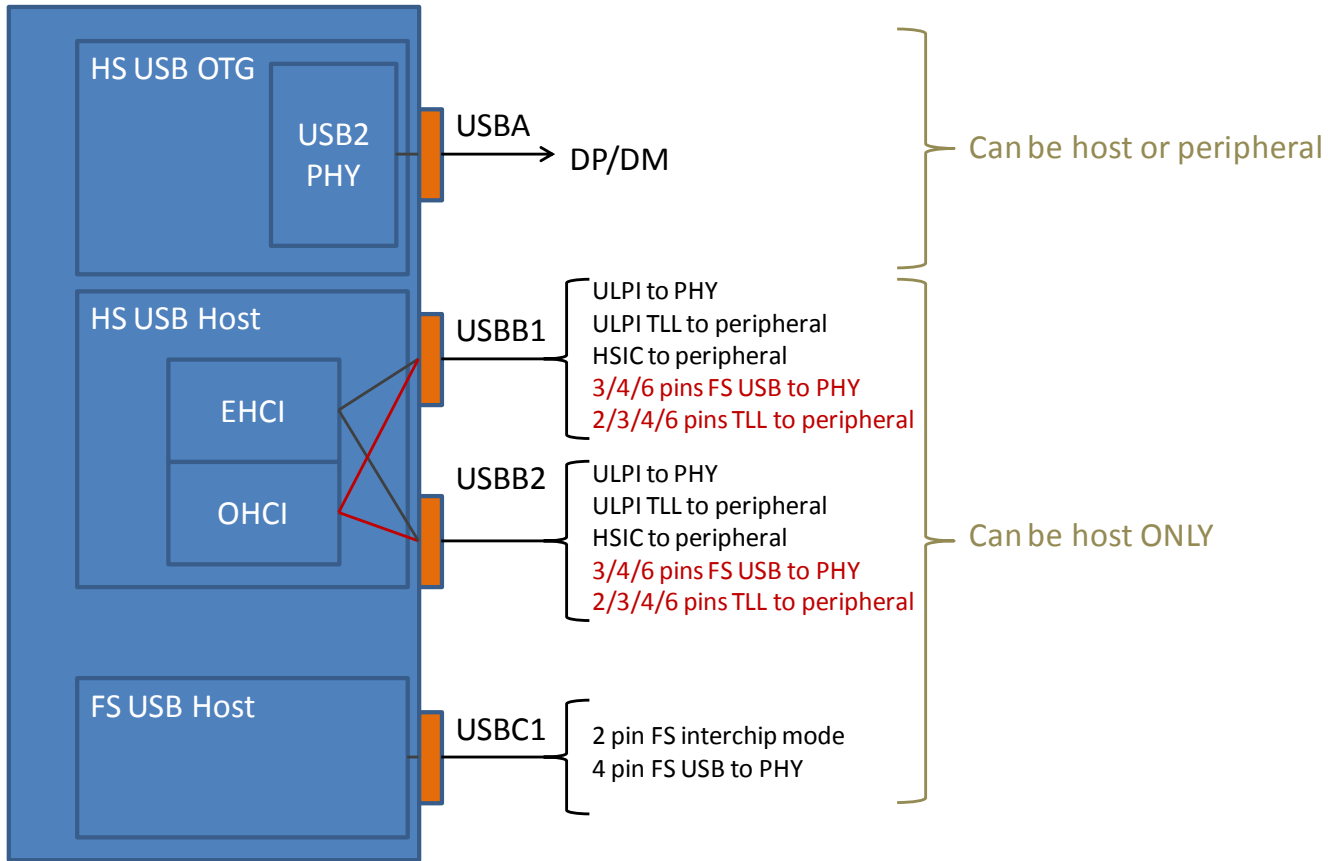 HS USB OTG
USB2
PHY
USBA
DP/DM
Can be host or peripheral
HS USB Host
EHCI
OHCI
USBB1
ULPI to PHY
ULPI TLL to peripheral
HSIC to peripheral
3/4/6 pins FS USB to PHY
2/3/4/6 pins TLL to peripheral
USBB2
ULPI to PHY
ULPI TLL to peripheral
HSIC to peripheral
3/4/6 pins FS USB to PHY
2/3/4/6 pins TLL to peripheral
Can be host ONLY
FS USB Host
USBC1
2 pin FS interchip mode
4 pin FS USB to PHY